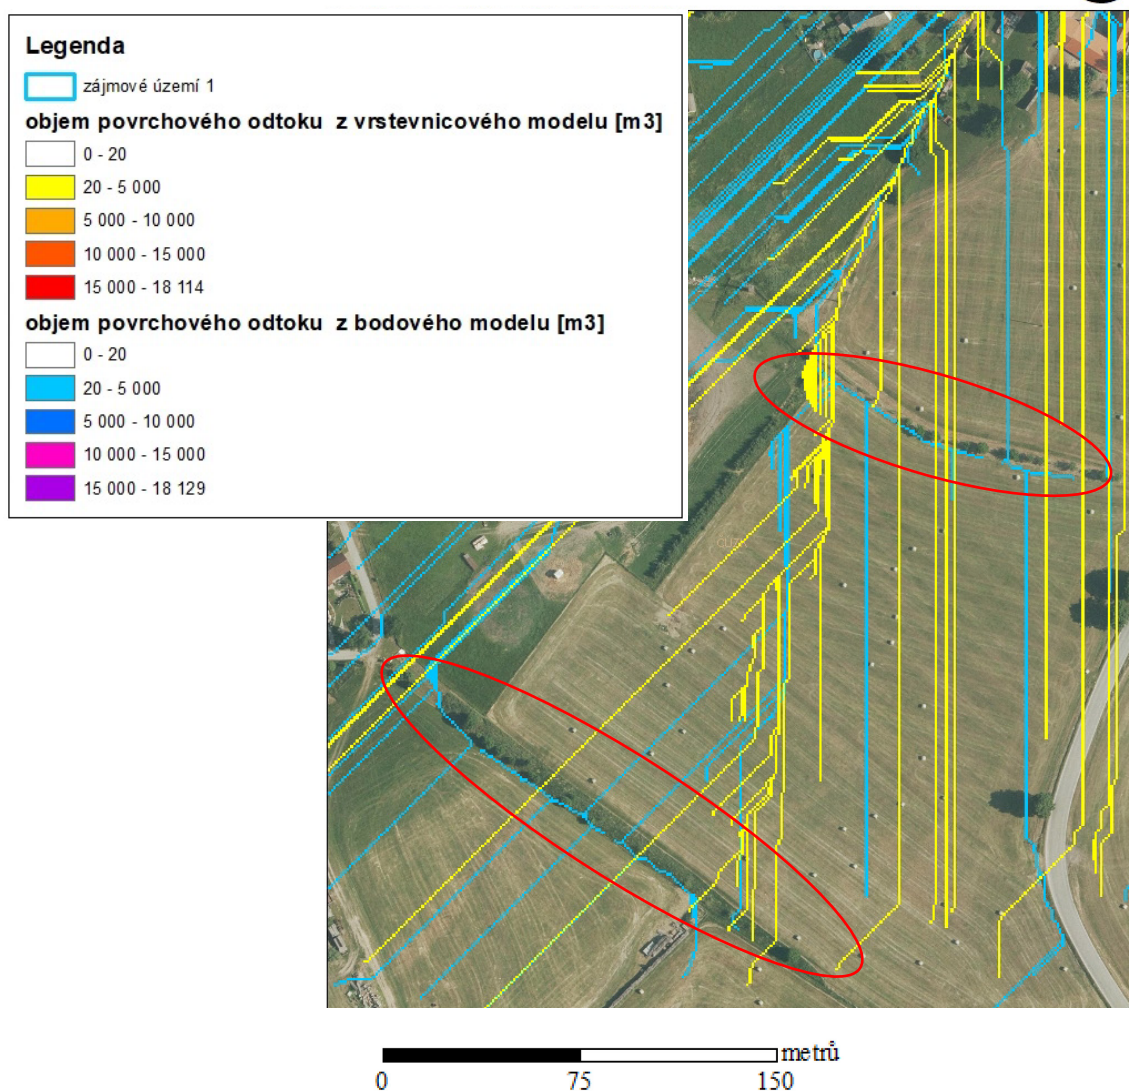 Legenda
zájmové území 1
objem povrchového odtoku z vrstevnicového modelu [m3]
0 - 20
20 - 5 000
5 000 - 10 000
10 000 - 15 000
15 000 - 18 114
objem povrchového odtoku z bodového modelu [m3]
0 - 20
20 - 5 000
5 000 - 10 000
10 000 - 15 000
15 000 - 18 129
metrů
0 75 150